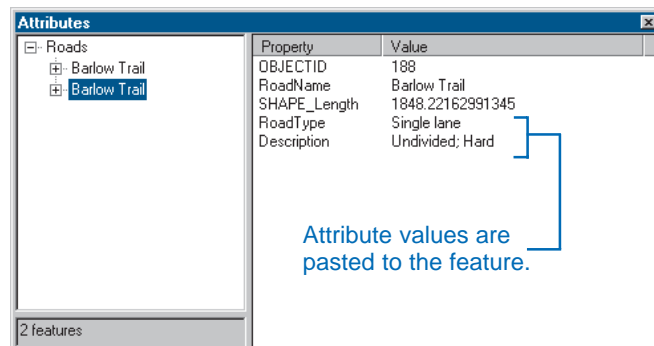 Attributes
Roads
Barlow Trail
Barlow Trail
Property Value
OBJECTID 188
RoadName Barlow Trail
SHAPE_Length 1848.22162991345
RoadType Single lane
Description Undivided; Hard
Attribute values are
pasted to the feature.
2 features